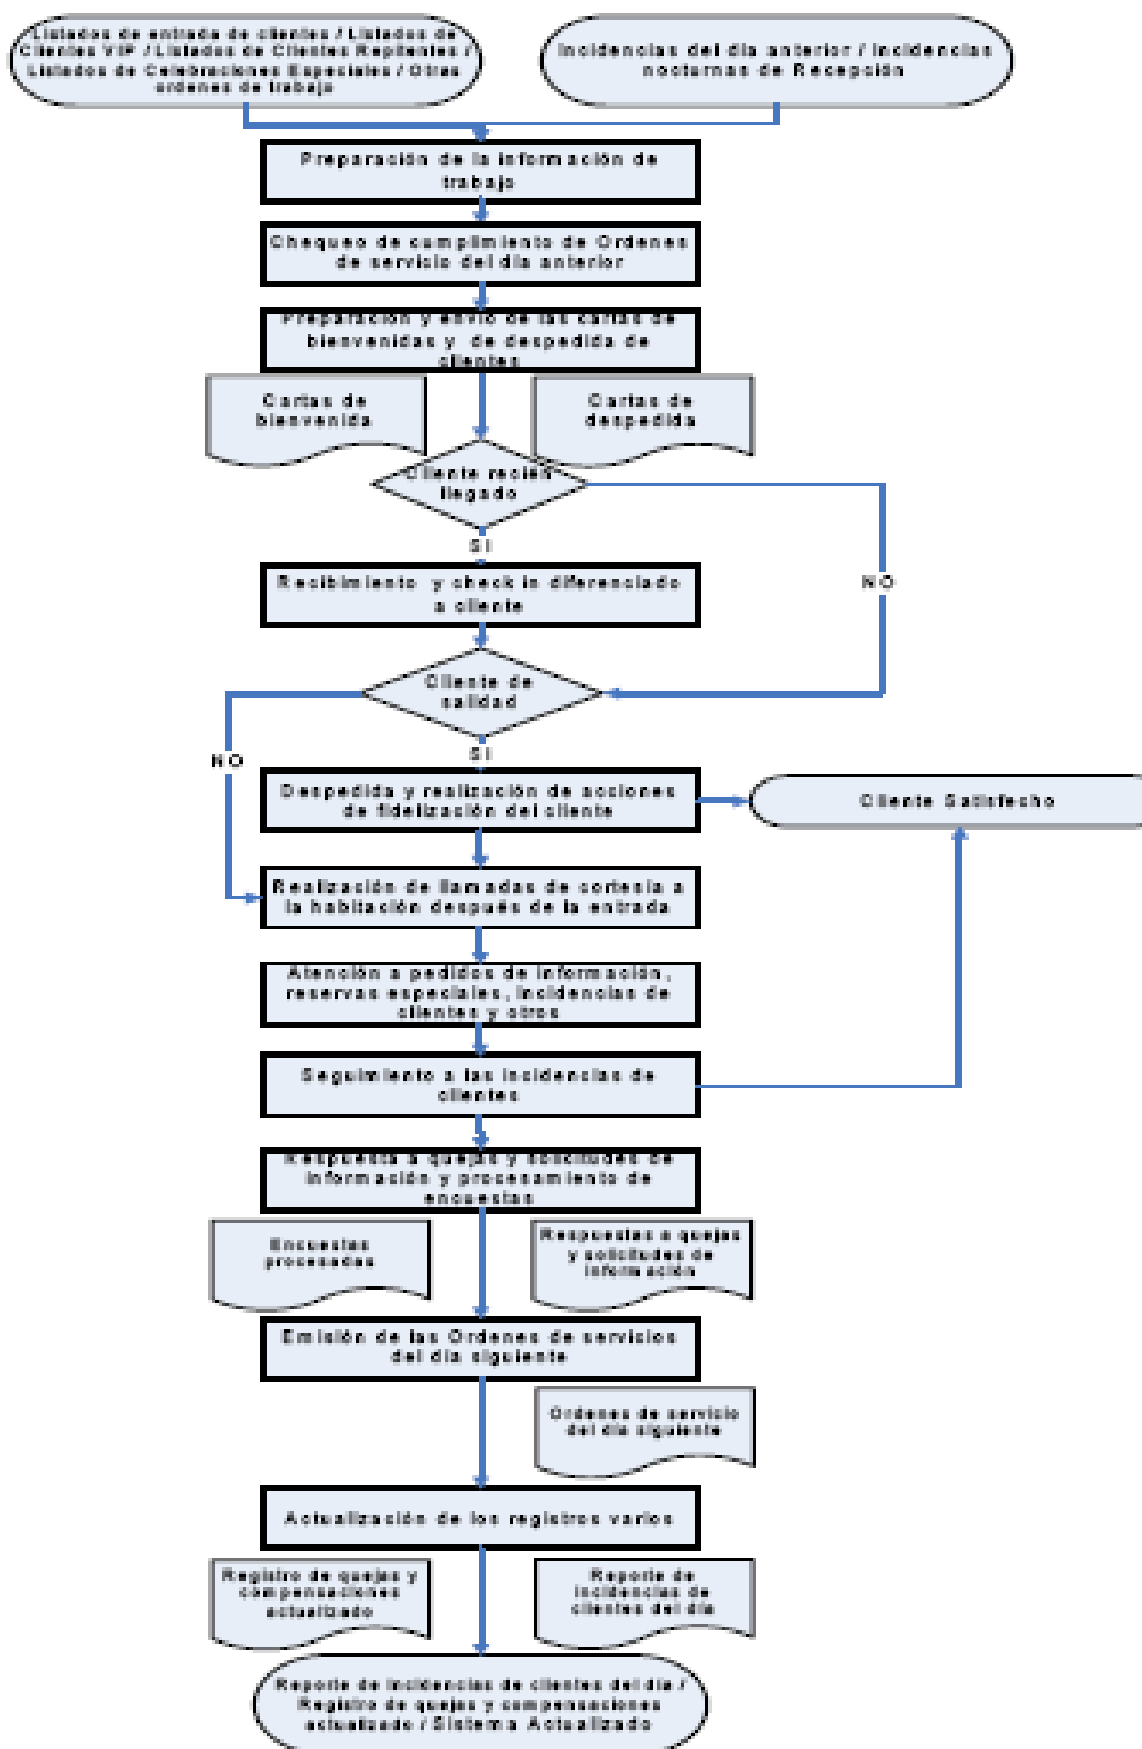 Listados de entrada de clientes / Listados de
Clientes VIP / Listados de Clientes Repitentes /
Listados de Celebraciones Especiales / Otras
ordenes de trabajo
Incidencias del día anterior / Incidencias
nocturnas de Recepción
Preparación de la información de
trabajo
Chequeo de cumplimiento de Ordenes
de servicio del día anterior
Preparación y envío de las cartas de
bienvenidas y de despedida de
clientes
Cartas de
bienvenida
Cartas de
despedida
Cliente recién
llegado
SI
NO
Recibimiento y check in diferenciado
a cliente
Cliente de
salidad
SI
NO
Despedida y realización de acciones
de fidelización del cliente
Cliente Satisfecho
Realización de llamadas de cortesía a
la habitación después de la entrada
Atención a pedidos de información,
reservas especiales, incidencias de
clientes y otros
Seguimiento a las incidencias de
clientes
Respuesta a quejas y solicitudes de
información y procesamiento de
encuestas
Encuestas
procesadas
Respuestas a quejas
y solicitudes de
información
Emisión de las Ordenes de servicios
del día siguiente
Ordenes de servicio
del día siguiente
Actualización de los registros varios
Registro de quejas y
compensaciones
actualizado
Reporte de
incidencias de
clientes del día
Reporte de incidencias de clientes del día /
Registro de quejas y compensaciones
actualizado / Sistema Actualizado